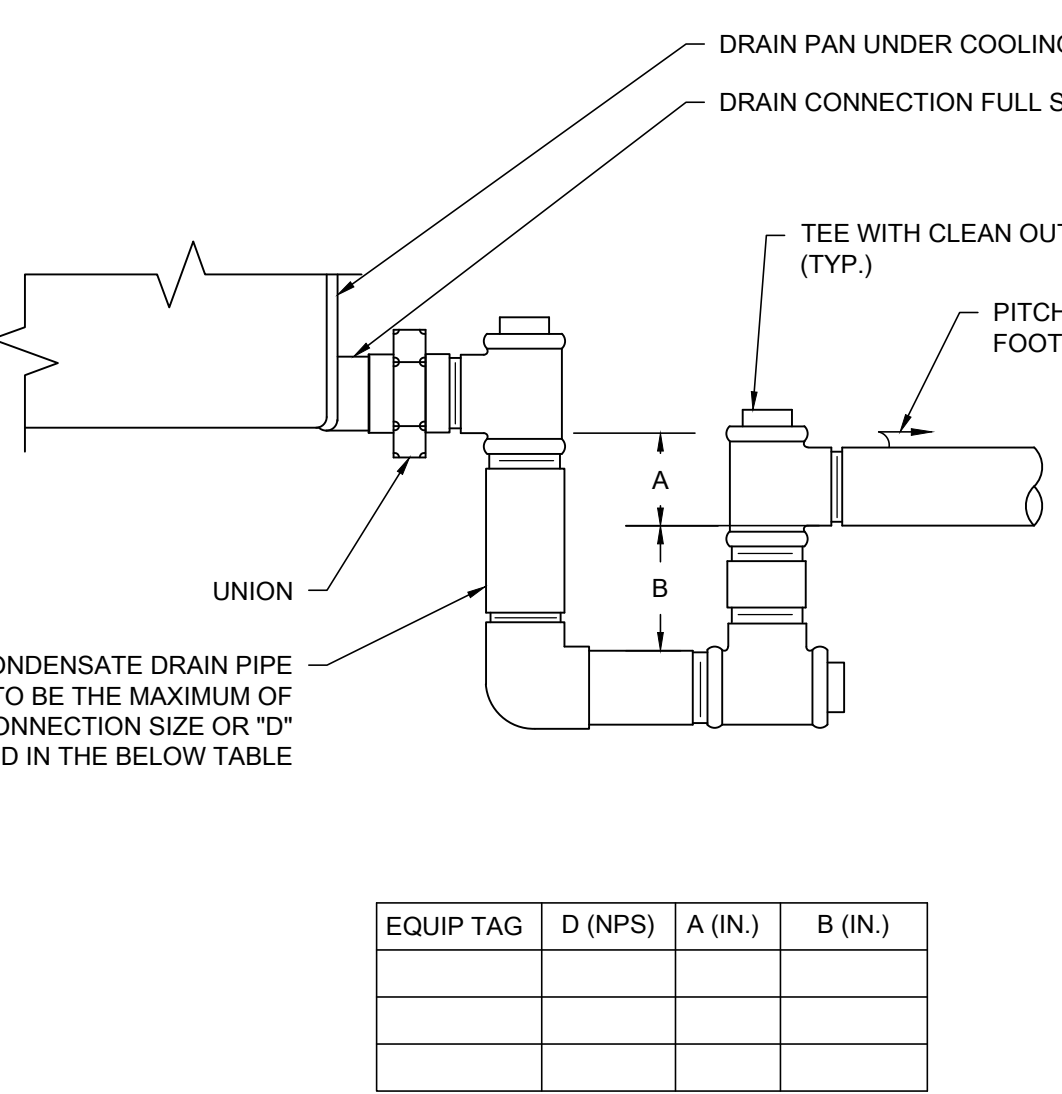 DRAIN PAN UNDER COOLING
DRAIN CONNECTION FULL S
TEE WITH CLEAN OUT
(TYP.)
PITCH
FOOT
A
B
UNION
ONDENSATE DRAIN PIPE
TO BE THE MAXIMUM OF
ONNECTION SIZE OR "D"
D IN THE BELOW TABLE
EQUIP TAG D (NPS) A (IN.) B (IN.)